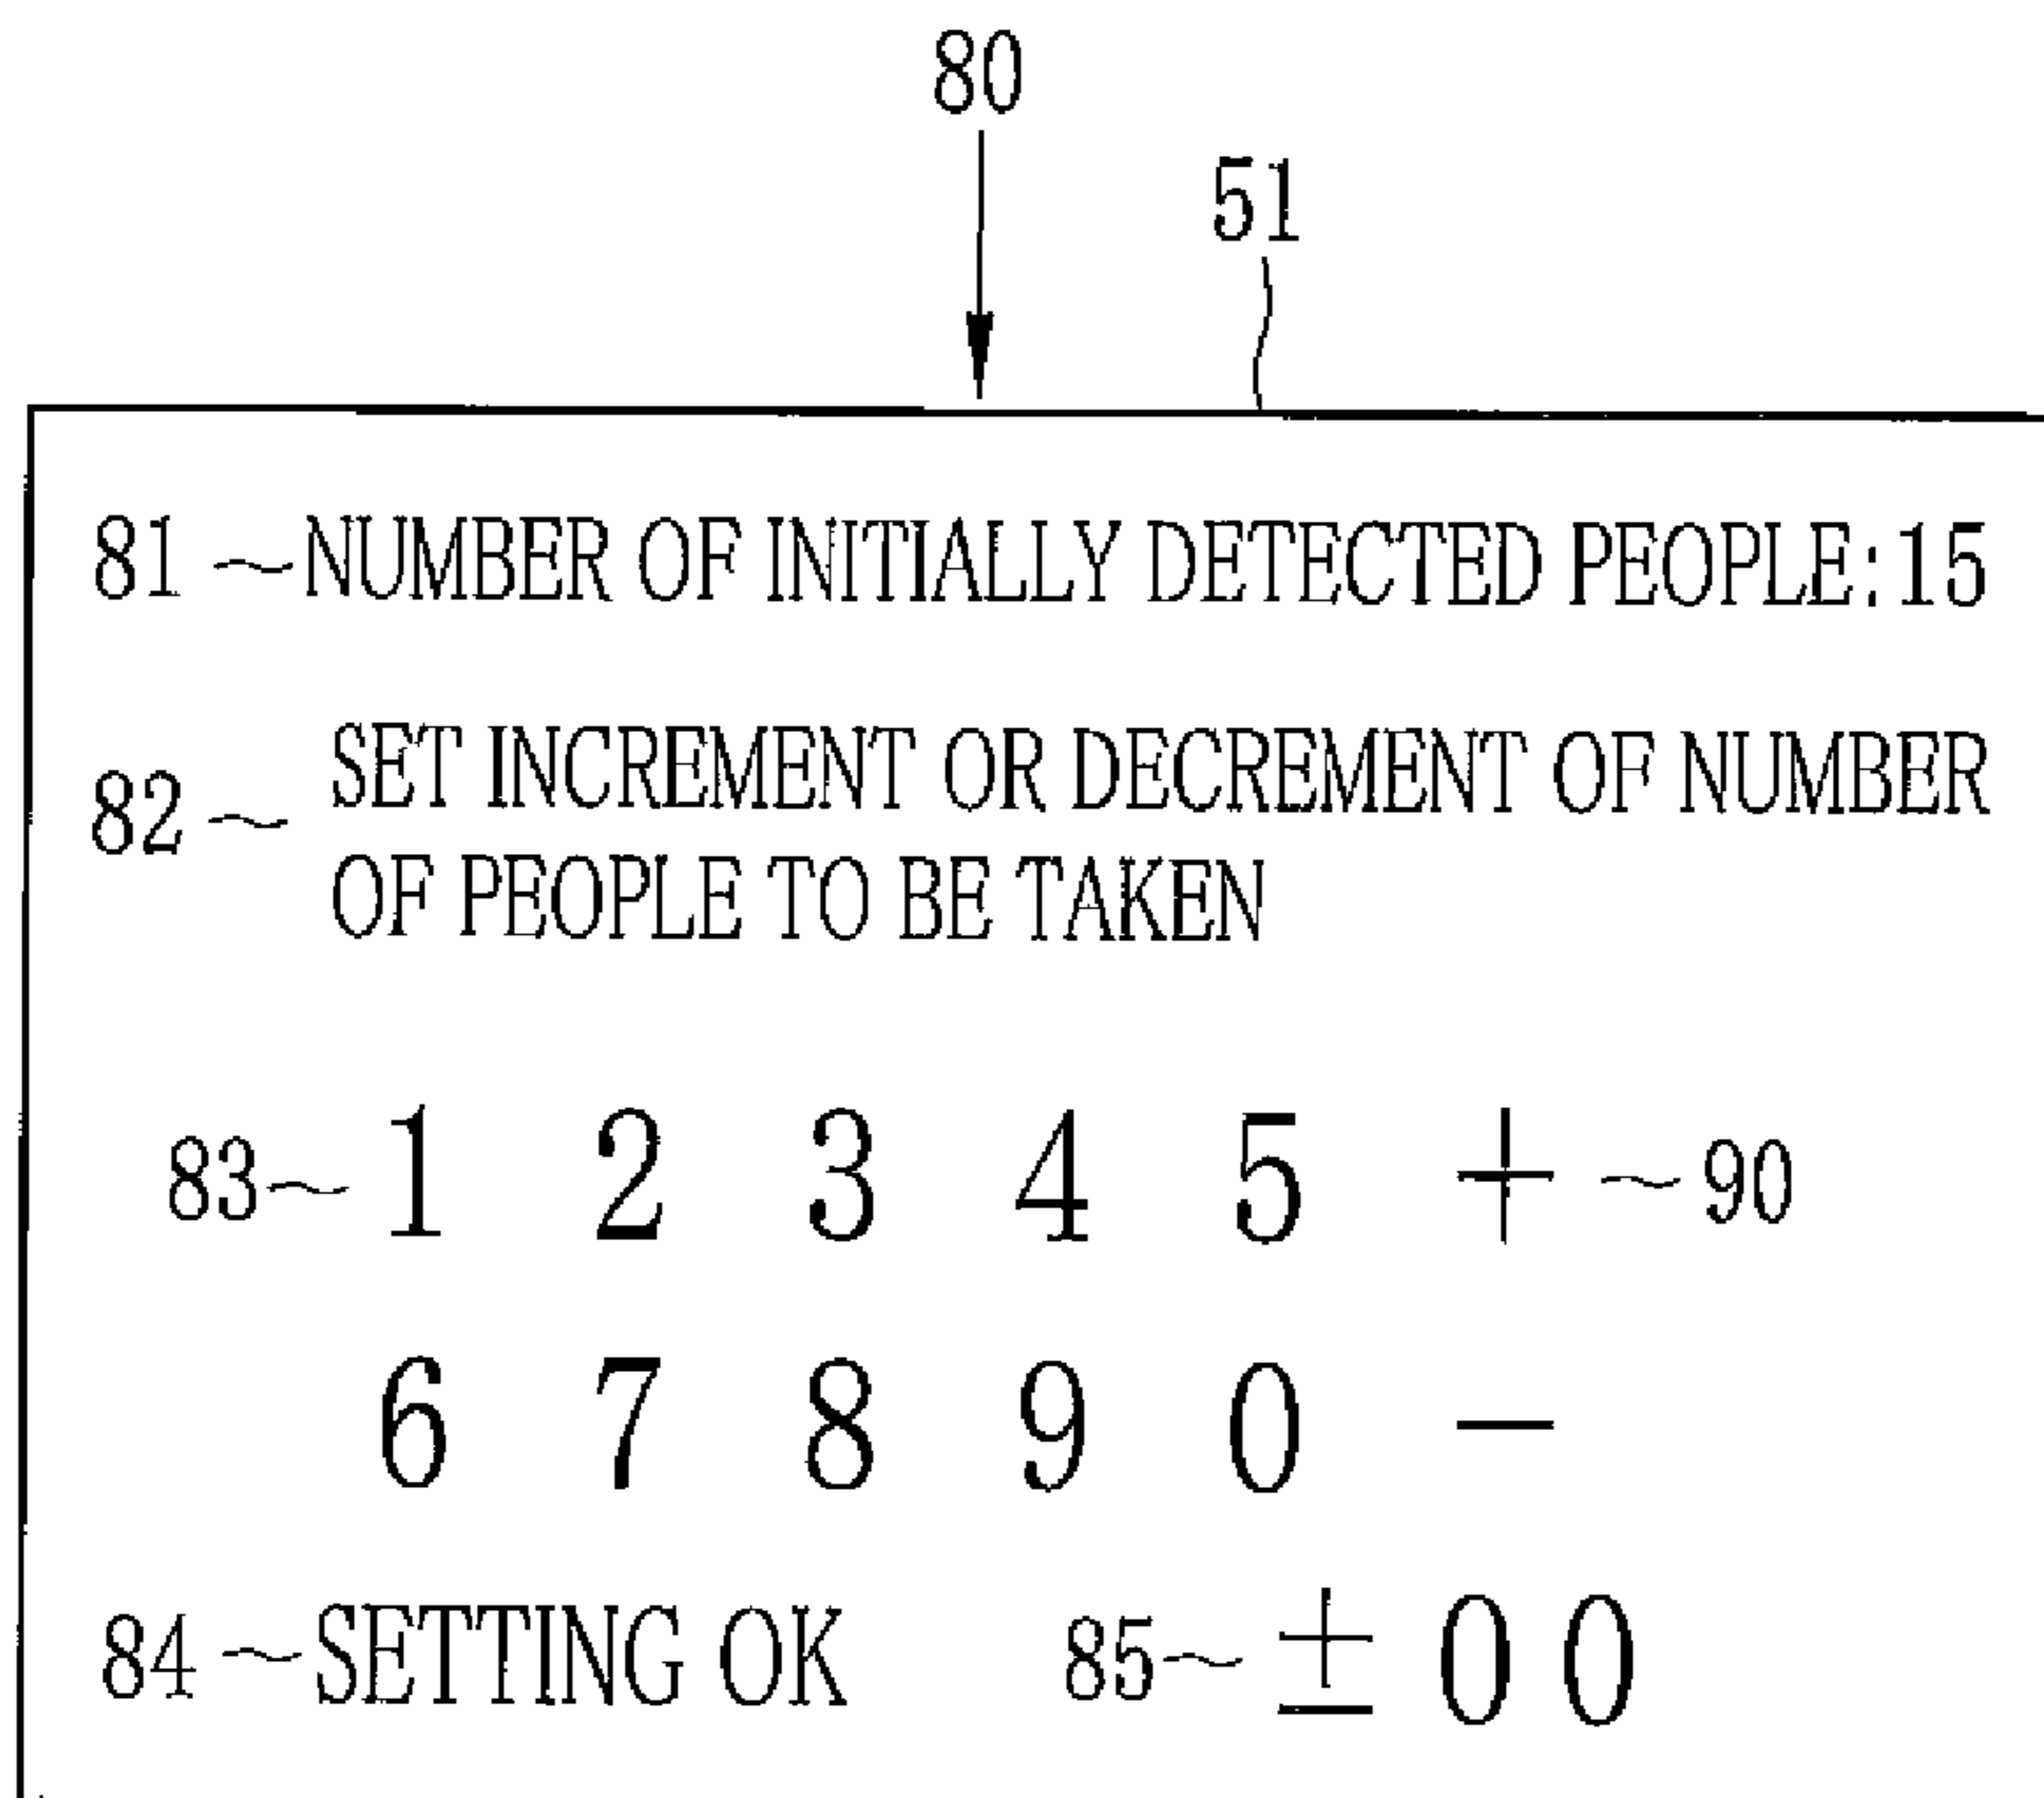 80
51
81 ~ NUMBER OF INITIALLY DETECTED PEOPLE:15
82 ~ SET INCREMENT OR DECREMENT OF NUMBER
OF PEOPLE TO BE TAKEN
83 ~ 1 2 3 4 5 + ~ 90
6 7 8 9 0 −
84 ~ SETTING OK 85 ~ ± 0 0